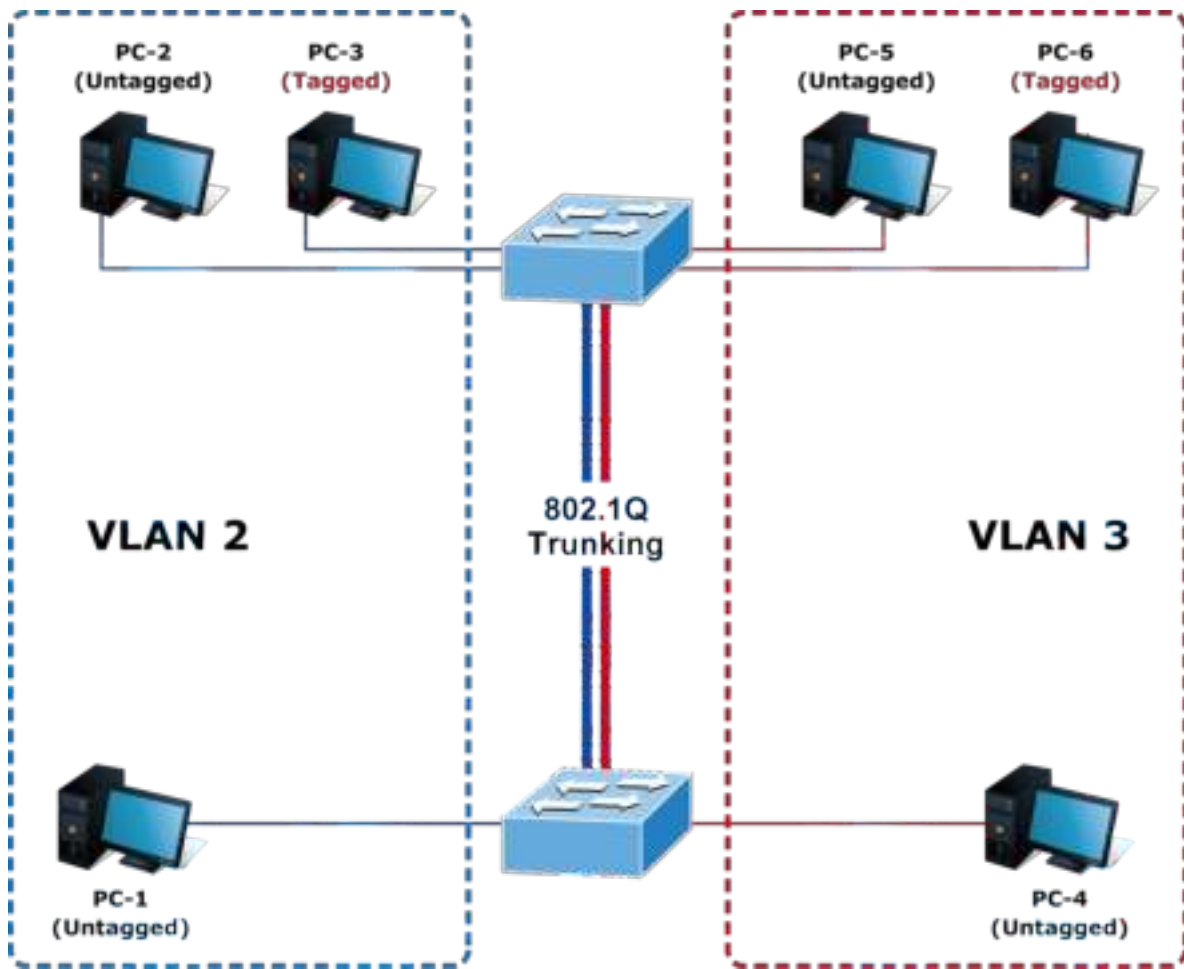 PC-2
(Untagged)
PC-3
(Tagged)
PC-5
(Untagged)
PC-6
(Tagged)
802.1Q
Trunking
VLAN 2
VLAN 3
PC-1
(Untagged)
PC-4
(Untagged)